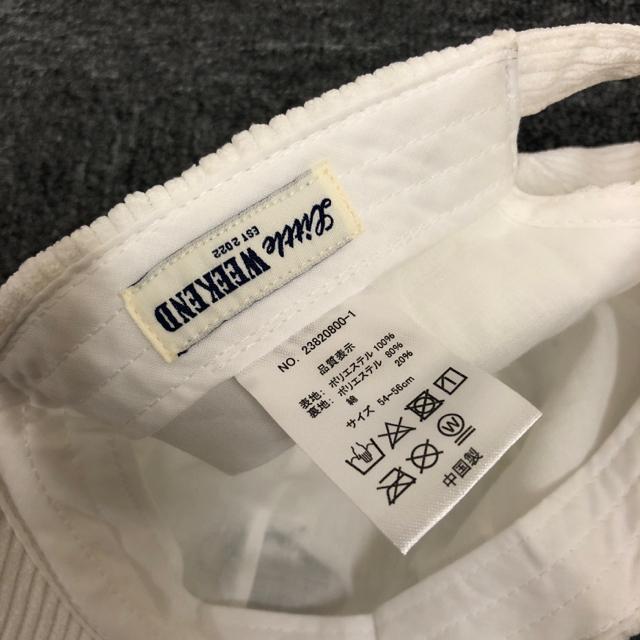 Little
EST 2022
WEEKEND
NO. 23820800-1
品質表示
表地: ポリエステル 100%
裏地: ポリエステル 80%
綿 20%
サイズ 54-58cm
中国製